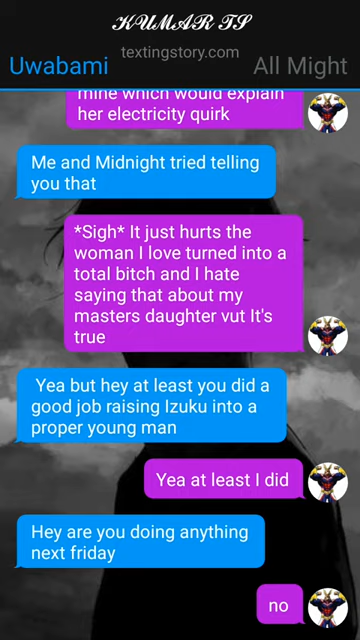 KUMAR TS
textingstory.com
Uwabami
All Might
mine which would explain
her electricity quirk
Me and Midnight tried telling
you that
*Sigh* It just hurts the
woman I love turned into a
total bitch and I hate
saying that about my
masters daughter vut It's
true
Yea but hey at least you did a
good job raising Izuku into a
proper young man
Yea at least I did
Hey are you doing anything
next friday
no